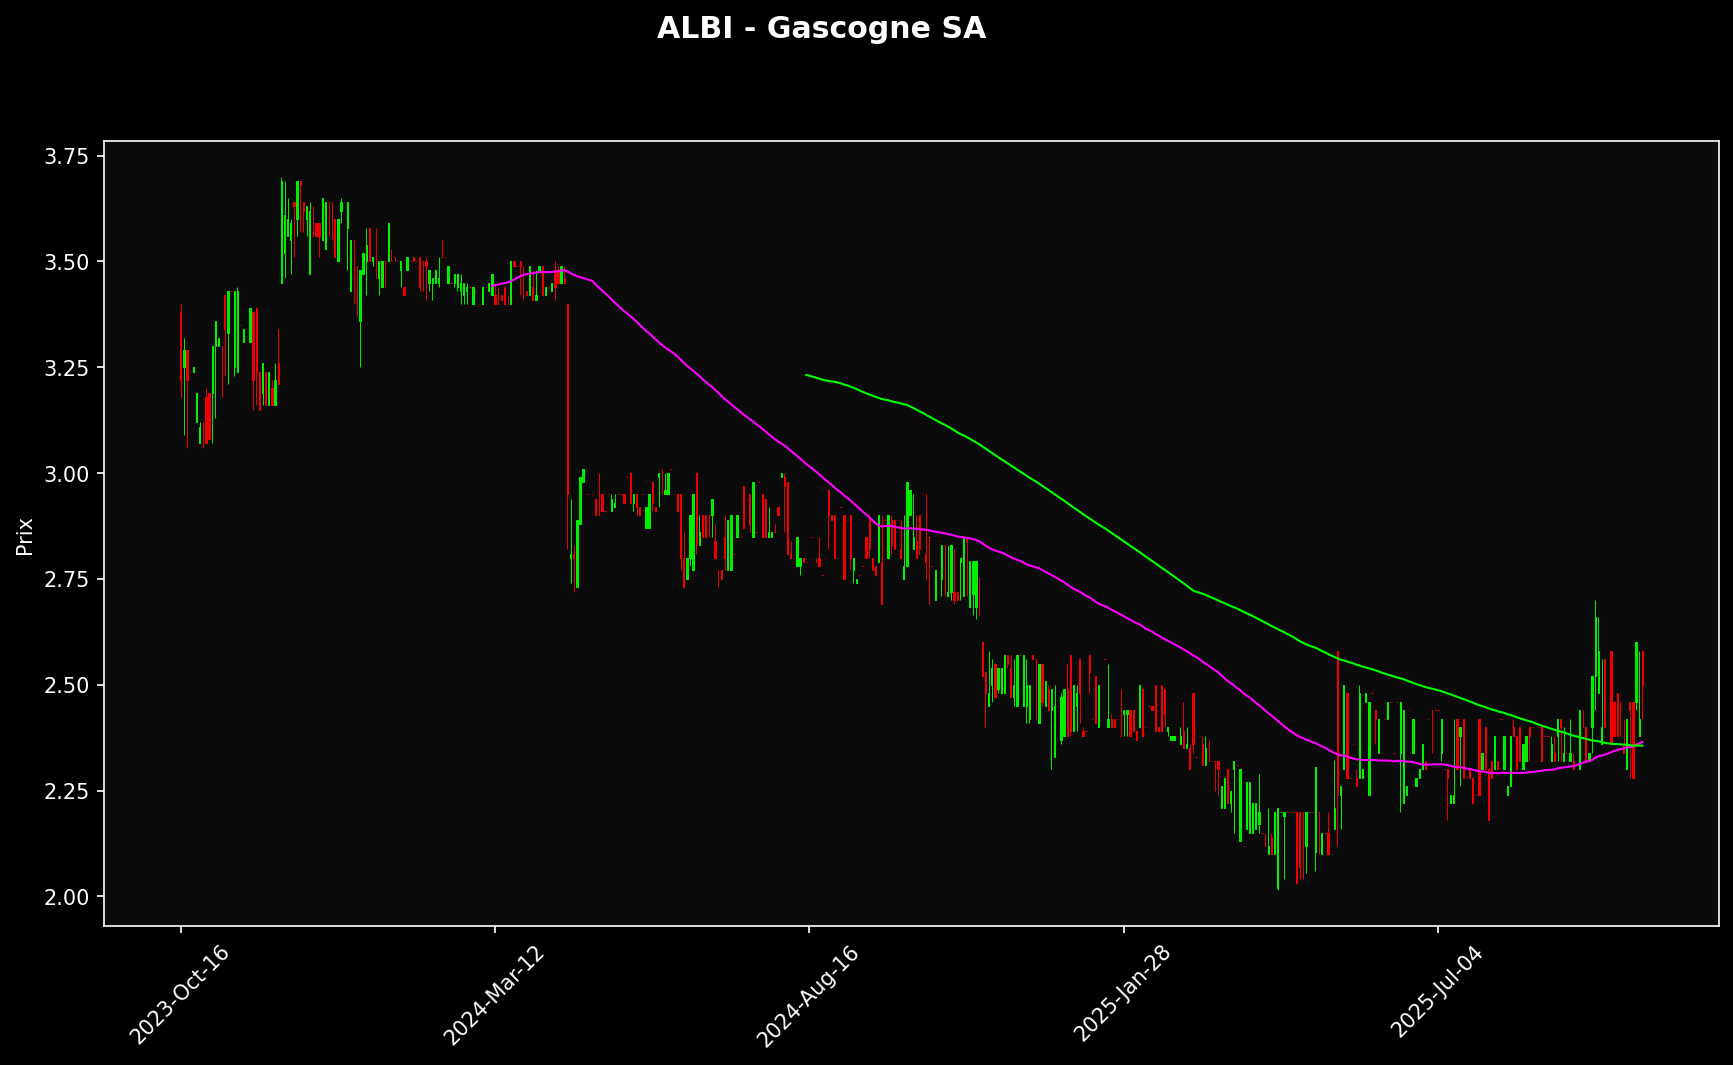 ALBI - Gascogne SA
3.75
3.50
3.25
3.00
2.75
2.50
2.25
2.00
Prix
2023-Oct-16
2024-Mar-12
2024-Aug-16
2025-Jan-28
2025-Jul-04